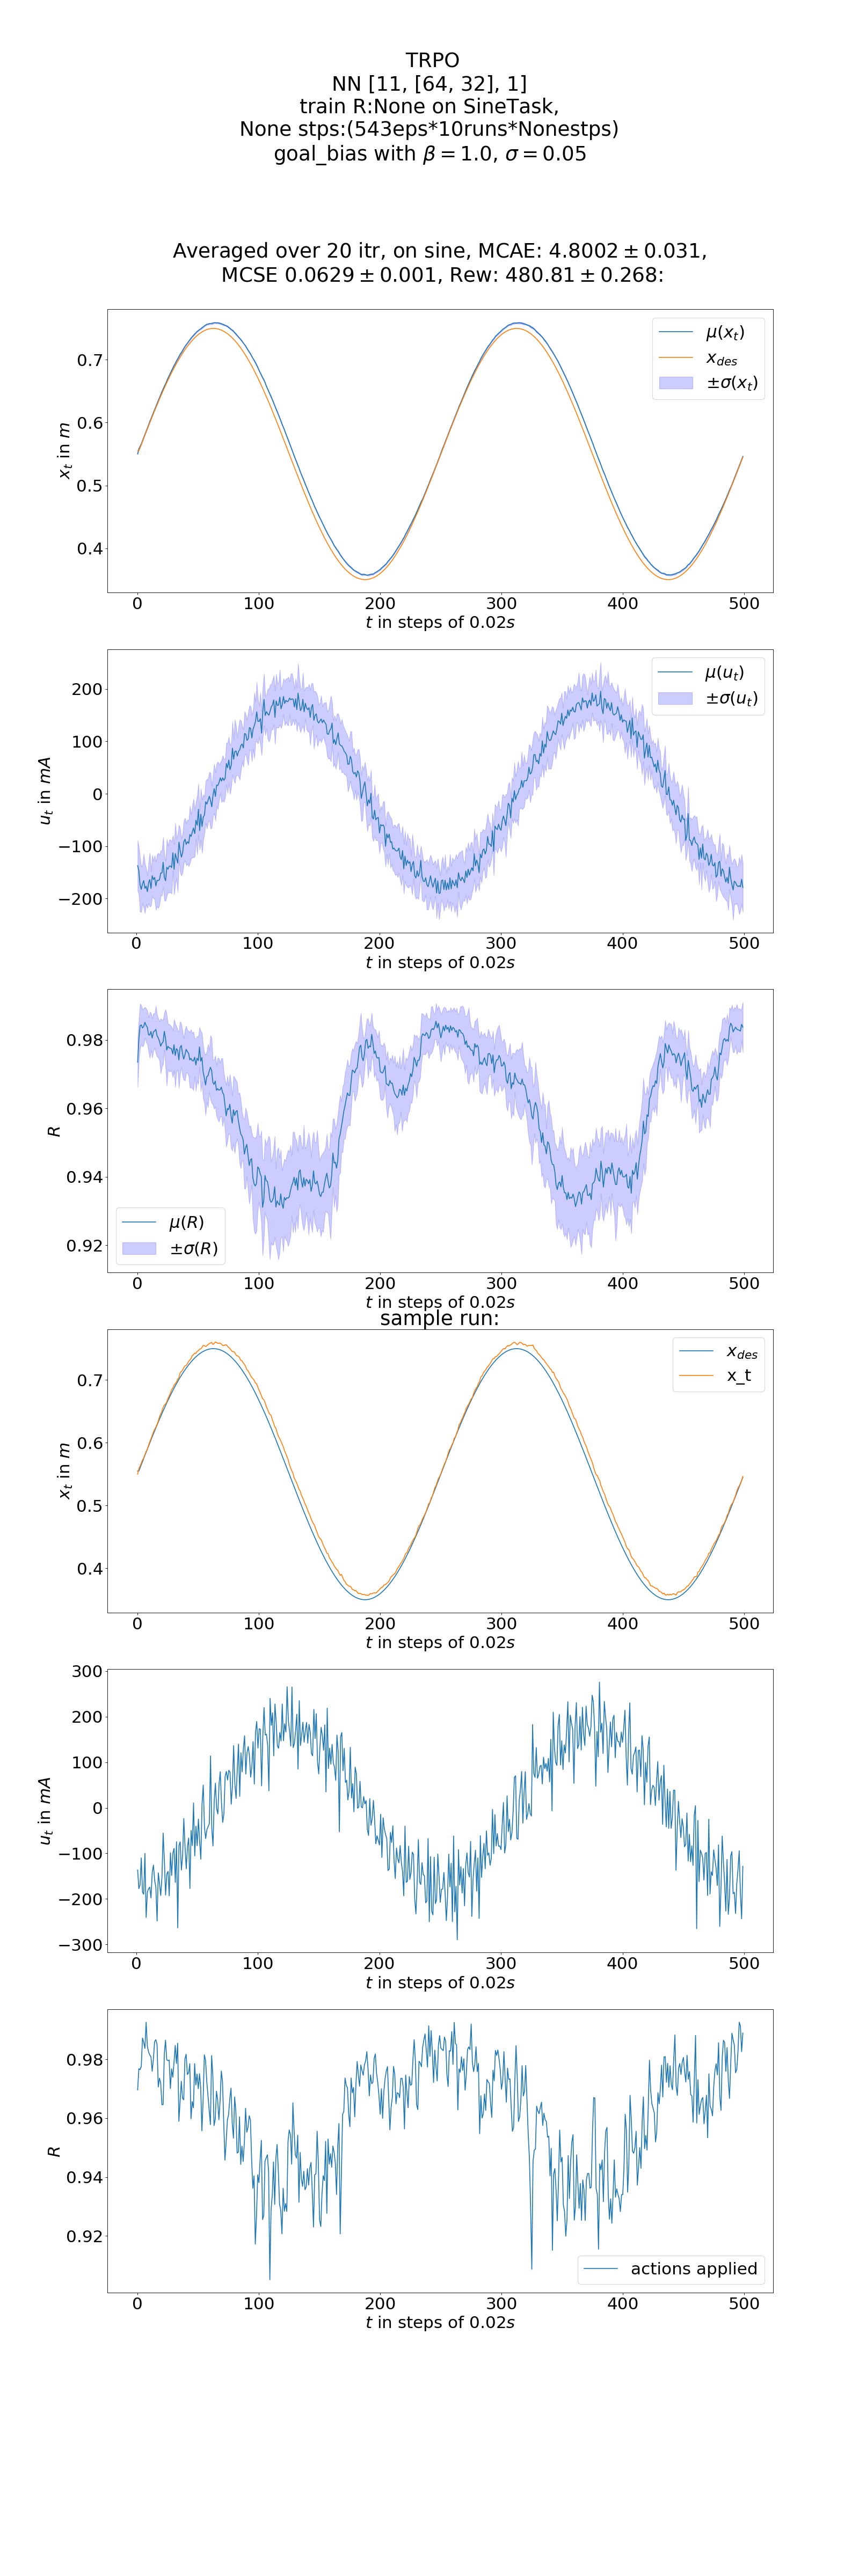 TRPO
NN [11, [64, 32], 1]
train R:None on SineTask,
None stps:(543eps*10runs*Nonestps)
goal_bias with β = 1.0, σ = 0.05
Averaged over 20 itr, on sine, MCAE: 4.8002 ± 0.031,
MCSE 0.0629 ± 0.001, Rew: 480.81 ± 0.268:
μ(x_t)
x_des
±σ(x_t)
0.7
0.6
0.5
0.4
x_t in m
0 100 200 300 400 500
t in steps of 0.02s
μ(u_t)
±σ(u_t)
200
100
0
−100
−200
u_t in mA
0 100 200 300 400 500
t in steps of 0.02s
0.98
0.96
0.94
0.92
R
μ(R)
±σ(R)
0 100 200 300 400 500
t in steps of 0.02s
sample run:
x_des
x_t
0.7
0.6
0.5
0.4
x_t in m
0 100 200 300 400 500
t in steps of 0.02s
300
200
100
0
−100
−200
−300
u_t in mA
0 100 200 300 400 500
t in steps of 0.02s
0.98
0.96
0.94
0.92
R
actions applied
0 100 200 300 400 500
t in steps of 0.02s